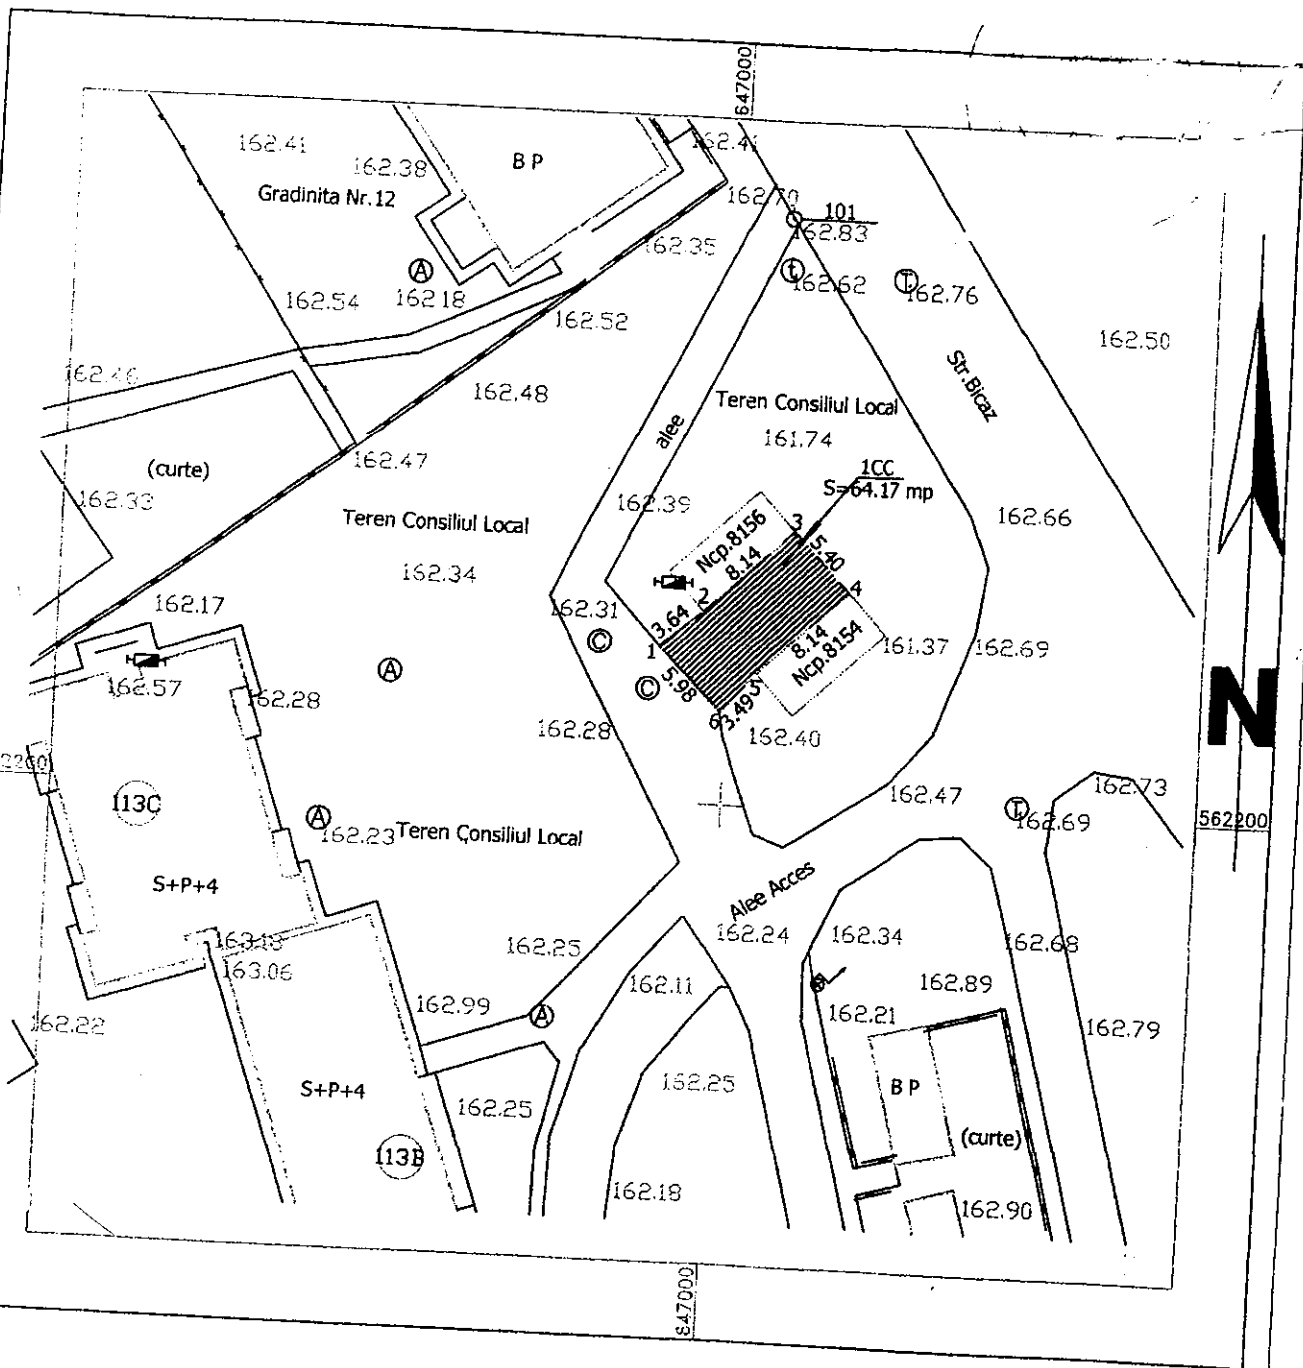 647000
162.41
162.38
B P
162.41
Gradinita Nr.12
162.70
101
162.83
162.35
A
162.54
162.18
t
162.62
T
162.76
162.52
162.50
162.46
162.48
Str.Bicaz
Teren Consiliul Local
alee
161.74
(curte)
162.47
1CC
S=64.17 mp
162.33
162.39
Teren Consiliul Local
162.66
Ncp.8156
3
5.40
8.14
162.34
4
162.17
162.31
3.64
2
C
1
8.14
Ncp.8154
161.37
162.69
A
162.57
162.28
C
5.98
6
3.49
N
162.28
162.40
113C
162.47
162.73
A
162.23
Teren Consiliul Local
T
162.69
562200
S+P+4
Alee Acces
163.06
162.25
162.24
162.34
162.68
162.99
162.11
162.89
A
162.22
162.21
162.79
S+P+4
162.25
162.25
B P
113B
(curte)
162.18
162.90
647000